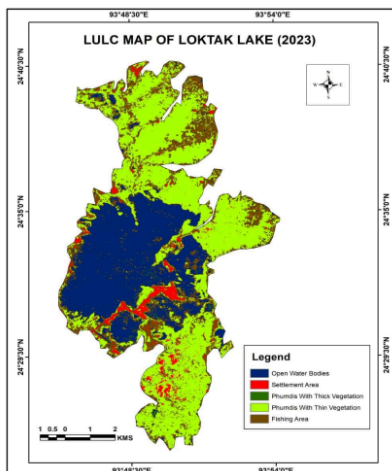 93°48'30"E 93°54'0"E
LULC MAP OF LOKTAK LAKE (2023)
N
W E
S
24°40'30"N 24°40'30"N
24°35'0"N 24°35'0"N
24°29'30"N 24°29'30"N
Legend
Open Water Bodies
Settlement Area
Phumdis With Thick Vegetation
Phumdis With Thin Vegetation
Fishing Area
1 0.5 0 1 2
KMS
93°48'30"E 93°54'0"E